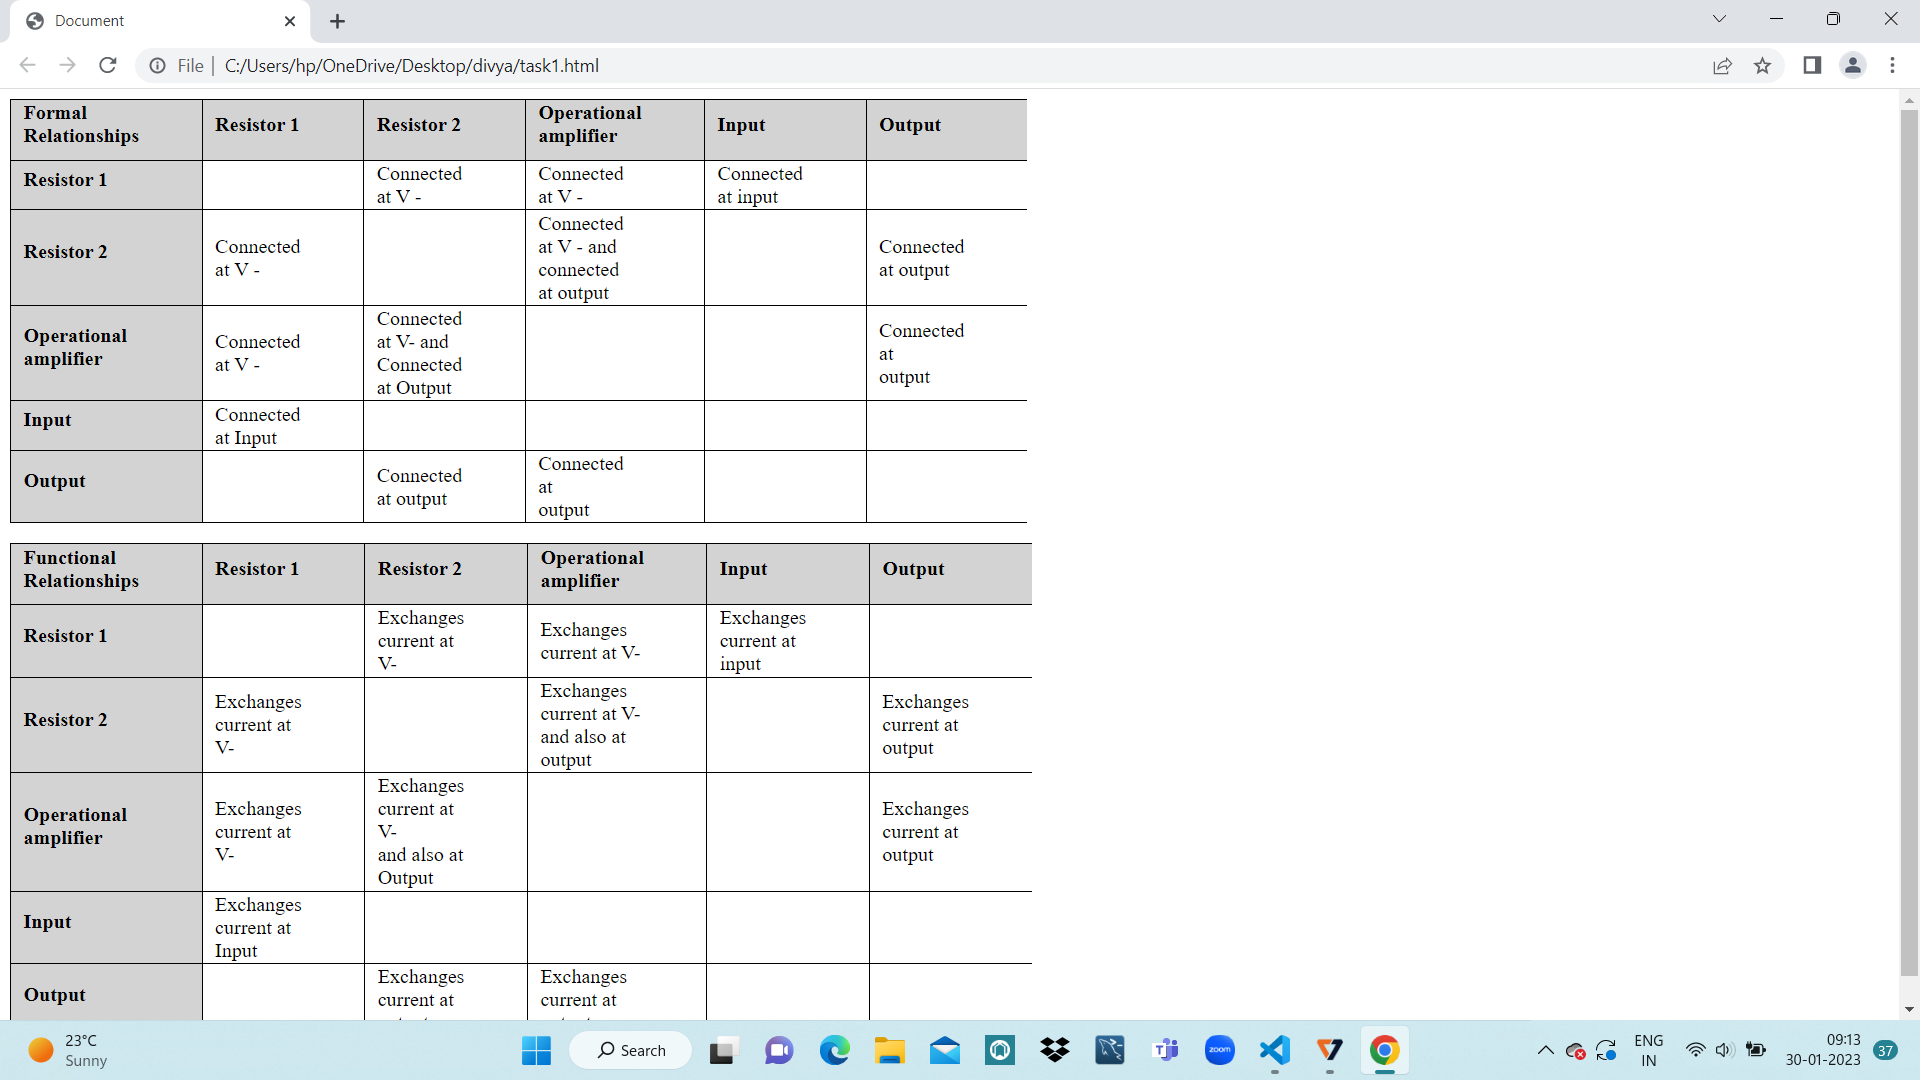 Document
File
C:/Users/hp/OneDrive/Desktop/divya/task1.html
Formal
Relationships
Resistor 1
Resistor 2
Operational
amplifier
Input
Output
Resistor 1
Connected
at V -
Connected
at V -
Connected
at input
Resistor 2
Connected
at V -
Connected
at V - and
connected
at output
Connected
at output
Operational
amplifier
Connected
at V -
Connected
at V- and
Connected
at Output
Connected
at
output
Input
Connected
at Input
Output
Connected
at output
Connected
at
output
Functional
Relationships
Resistor 1
Resistor 2
Operational
amplifier
Input
Output
Resistor 1
Exchanges
current at
V-
Exchanges
current at V-
Exchanges
current at
input
Resistor 2
Exchanges
current at
V-
Exchanges
current at V-
and also at
output
Exchanges
current at
output
Operational
amplifier
Exchanges
current at
V-
Exchanges
current at
V-
and also at
Output
Exchanges
current at
output
Input
Exchanges
current at
Input
Output
Exchanges
current at
Exchanges
current at
23°C
Sunny
Search
zoom
ENG
IN
09:13
30-01-2023
37